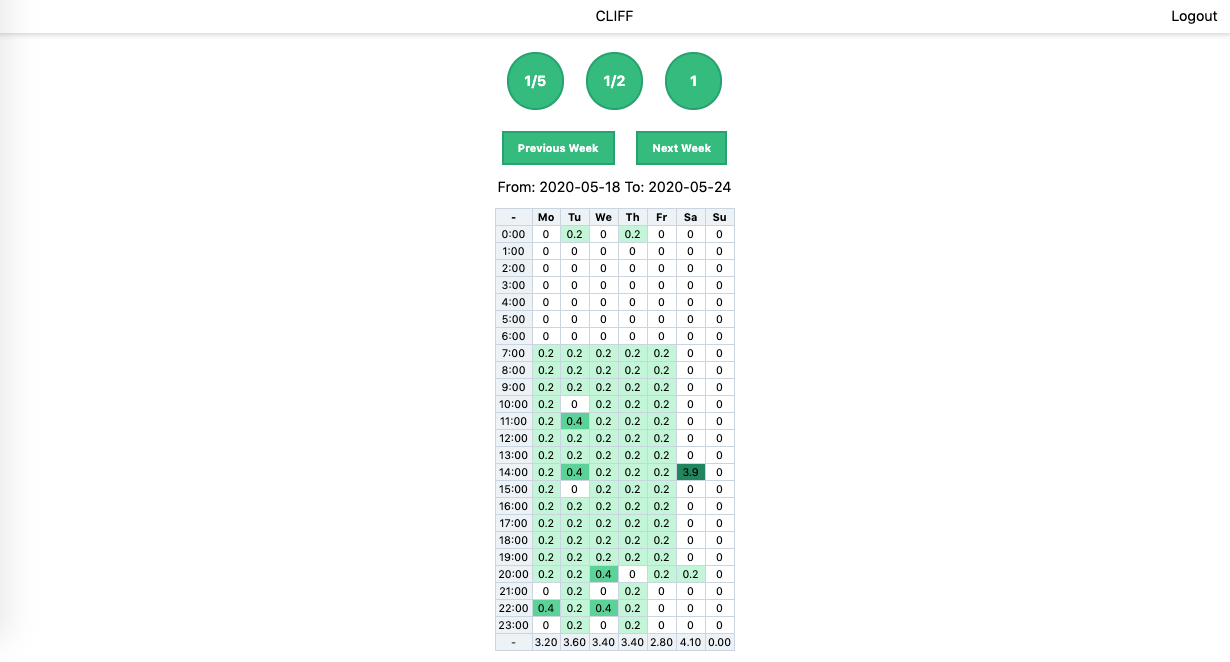 CLIFF Logout
1/5 1/2 1
Previous Week Next Week
From: 2020-05-18 To: 2020-05-24
- Mo Tu We Th Fr Sa Su
0:00 0 0.2 0 0.2 0 0 0
1:00 0 0 0 0 0 0 0
2:00 0 0 0 0 0 0 0
3:00 0 0 0 0 0 0 0
4:00 0 0 0 0 0 0 0
5:00 0 0 0 0 0 0 0
6:00 0 0 0 0 0 0 0
7:00 0.2 0.2 0.2 0.2 0.2 0 0
8:00 0.2 0.2 0.2 0.2 0.2 0 0
9:00 0.2 0.2 0.2 0.2 0.2 0 0
10:00 0.2 0 0.2 0.2 0.2 0 0
11:00 0.2 0.4 0.2 0.2 0.2 0 0
12:00 0.2 0.2 0.2 0.2 0.2 0 0
13:00 0.2 0.2 0.2 0.2 0.2 0 0
14:00 0.2 0.4 0.2 0.2 0.2 3.9 0
15:00 0.2 0 0.2 0.2 0.2 0 0
16:00 0.2 0.2 0.2 0.2 0.2 0 0
17:00 0.2 0.2 0.2 0.2 0.2 0 0
18:00 0.2 0.2 0.2 0.2 0.2 0 0
19:00 0.2 0.2 0.2 0.2 0.2 0 0
20:00 0.2 0.2 0.4 0 0.2 0.2 0
21:00 0 0.2 0 0.2 0 0 0
22:00 0.4 0.2 0.4 0.2 0 0 0
23:00 0 0.2 0 0.2 0 0 0
- 3.20 3.60 3.40 3.40 2.80 4.10 0.00